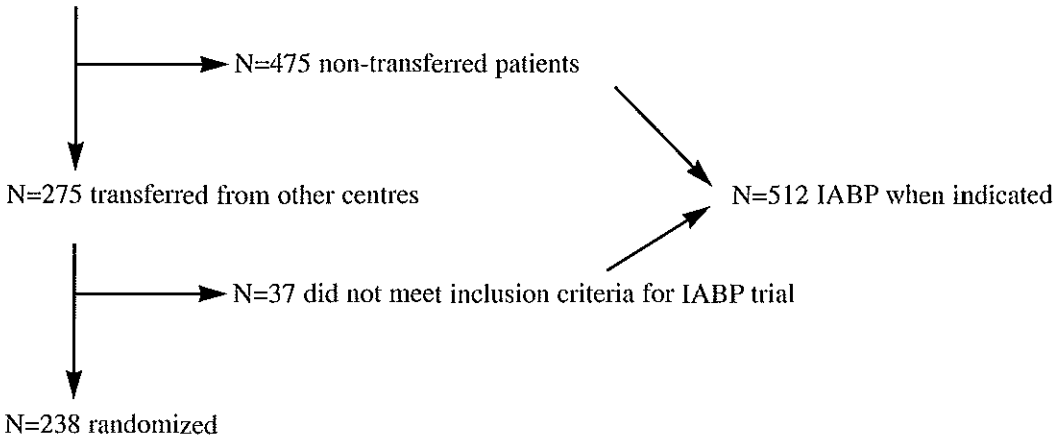 N=475 non-transferred patients
N=275 transferred from other centres
N=512 IABP when indicated
N=37 did not meet inclusion criteria for IABP trial
N=238 randomized